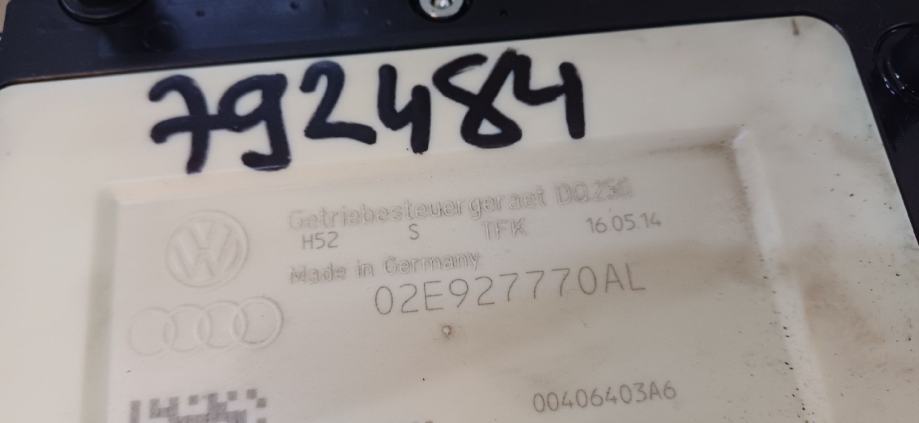 792484
Getriebesteuergeraet DQ250
H52 S TFK 16.05.14
Made in Germany
02E927770AL
00406403A6